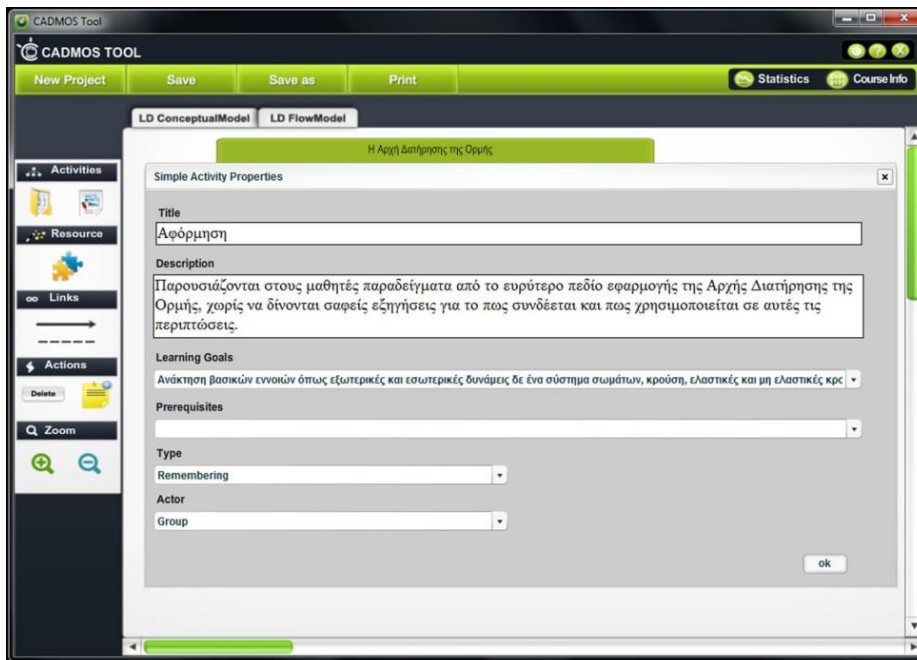 CADMOS Tool
CADMOS TOOL
New Project Save Save as Print Statistics Course Info
LD ConceptualModel LD FlowModel
Η Αρχή Διατήρησης της Ορμής
Activities
Simple Activity Properties
Title
Αφόρμηση
Resource
Description
Παρουσιάζονται στους μαθητές παραδείγματα από το ευρύτερο πεδίο εφαρμογής της Αρχής Διατήρησης της
Ορμής, χωρίς να δίνονται σαφείς εξηγήσεις για το πως συνδέεται και πως χρησιμοποιείται σε αυτές τις
περιπτώσεις.
Links
Learning Goals
Ανάκτηση βασικών εννοιών όπως εξωτερικές και εσωτερικές δυνάμεις δε ένα σύστημα σωμάτων, κρούση, ελαστικές και μη ελαστικές κρο
Actions
Delete
Prerequisites
Zoom
Type
Remembering
Actor
Group
ok